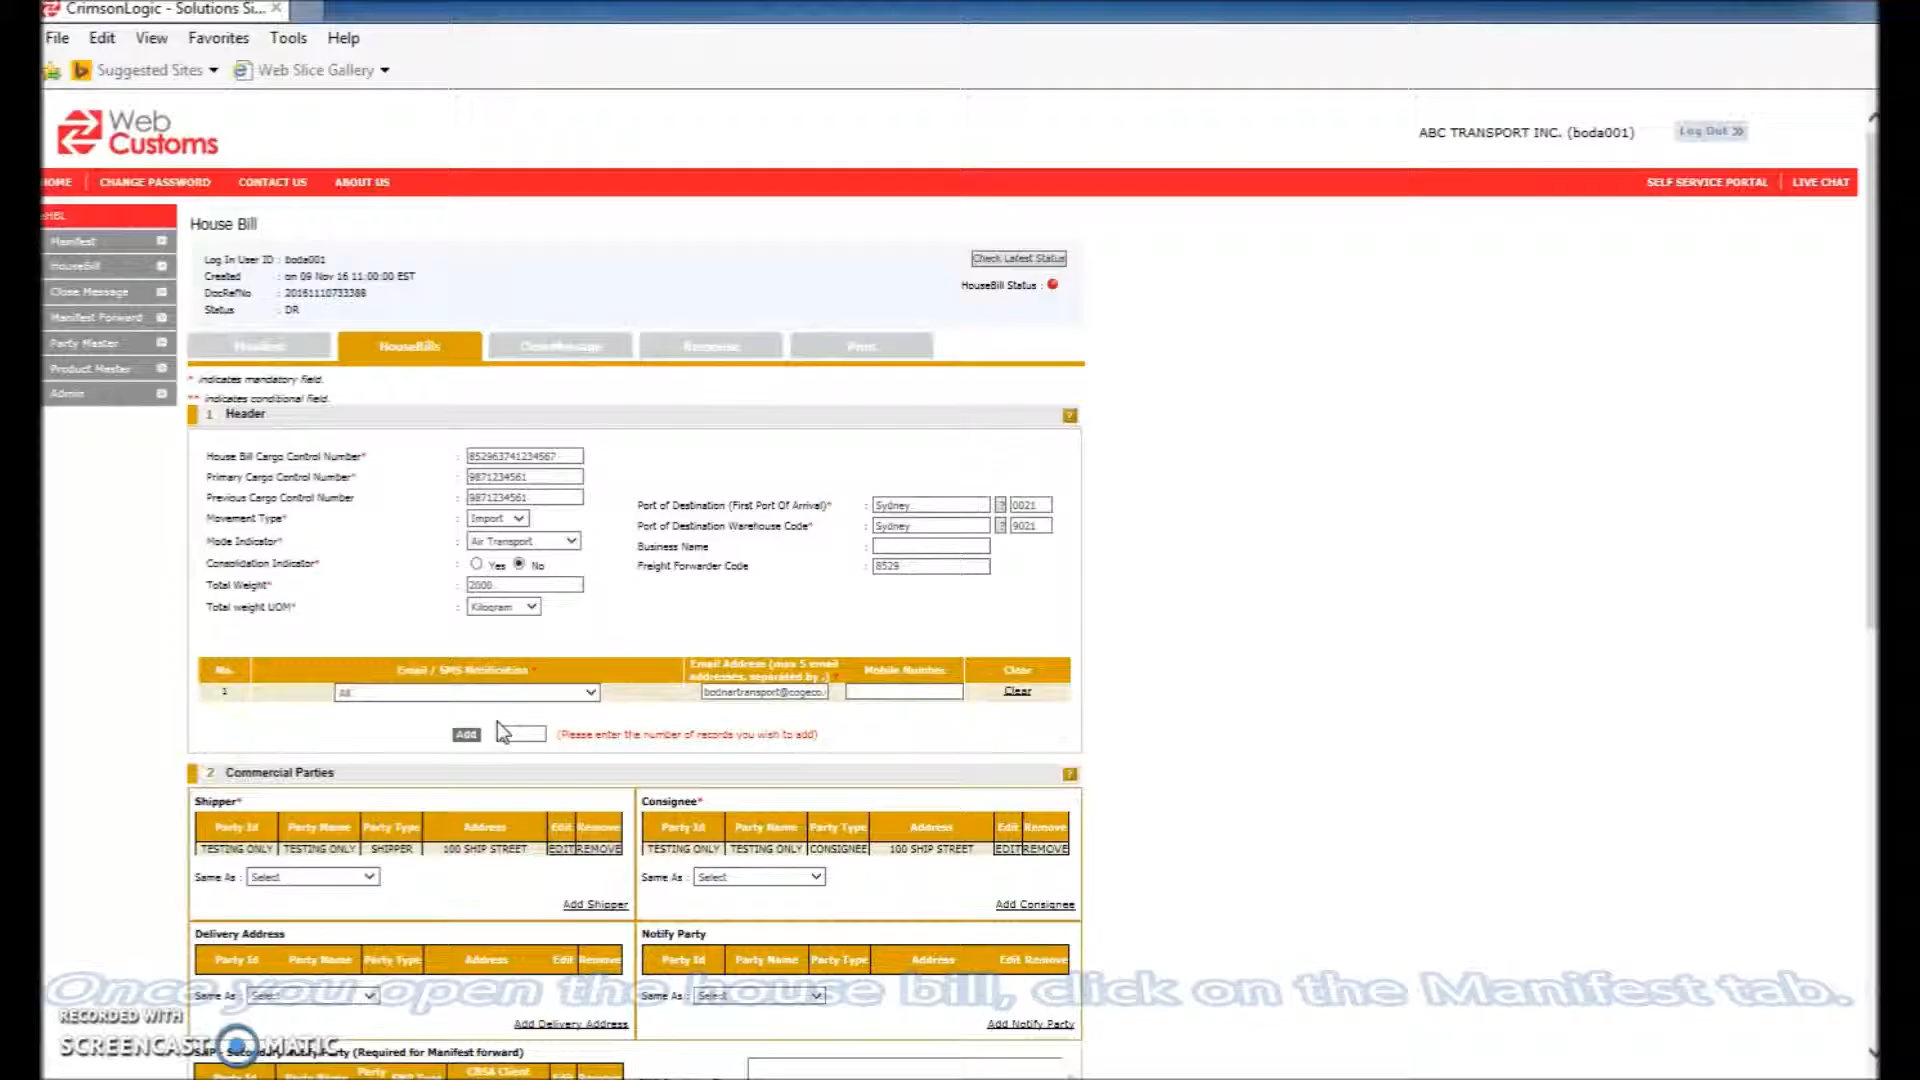 CrimsonLogic - Solutions Si...
File Edit View Favorites Tools Help
Suggested Sites Web Slice Gallery
Web Customs
ABC TRANSPORT INC. (boda001) Log Out
HOME CHANGE PASSWORD CONTACT US ABOUT US SELF SERVICE PORTAL LIVE CHAT
eHBL
Manifest
HouseBill
Close Message
Manifest Forward
Party Master
Product Master
Admin
House Bill
Log In User ID : boda001
Created : on 09 Nov 16 11:00:00 EST
DocRefNo : 20161110733388
Status : DR
Check Latest Status
HouseBill Status :
HouseBills CloseMessage Response Print
* indicates mandatory field.
** indicates conditional field.
1 Header ?
House Bill Cargo Control Number* : 852963741234567
Primary Cargo Control Number* : 9871234561
Previous Cargo Control Number : 9871234561
Movement Type* : Import
Mode Indicator* : Air Transport
Consolidation Indicator* : Yes No
Total Weight* : 2000
Total weight UOM* : Kilogram
Port of Destination (First Port Of Arrival)* : Sydney ? 0021
Port of Destination Warehouse Code* : Sydney ? 9021
Business Name :
Freight Forwarder Code : 8529
No. Email / SMS Notification * Email Address (max 5 email addresses, separated by ,) * Mobile Number Clear
1 All bodnartransport@cogeco. Clear
Add (Please enter the number of records you wish to add)
2 Commercial Parties ?
Shipper*
Party Id Party Name Party Type Address Edit Remove
TESTING ONLY TESTING ONLY SHIPPER 100 SHIP STREET EDIT REMOVE
Same As : Select
Add Shipper
Consignee*
Party Id Party Name Party Type Address Edit Remove
TESTING ONLY TESTING ONLY CONSIGNEE 100 SHIP STREET EDIT REMOVE
Same As : Select
Add Consignee
Delivery Address
Party Id Party Name Party Type Address Edit Remove
Same As : Select
Add Delivery Address
Notify Party
Party Id Party Name Party Type Address Edit Remove
Same As : Select
Add Notify Party
Once you open the house bill, click on the Manifest tab.
RECORDED WITH
SCREENCAST MATIC
SNP - Secondary Notify Party (Required for Manifest forward)
Party Id Party Name Party SNP Type CBSA Client Edit Remove